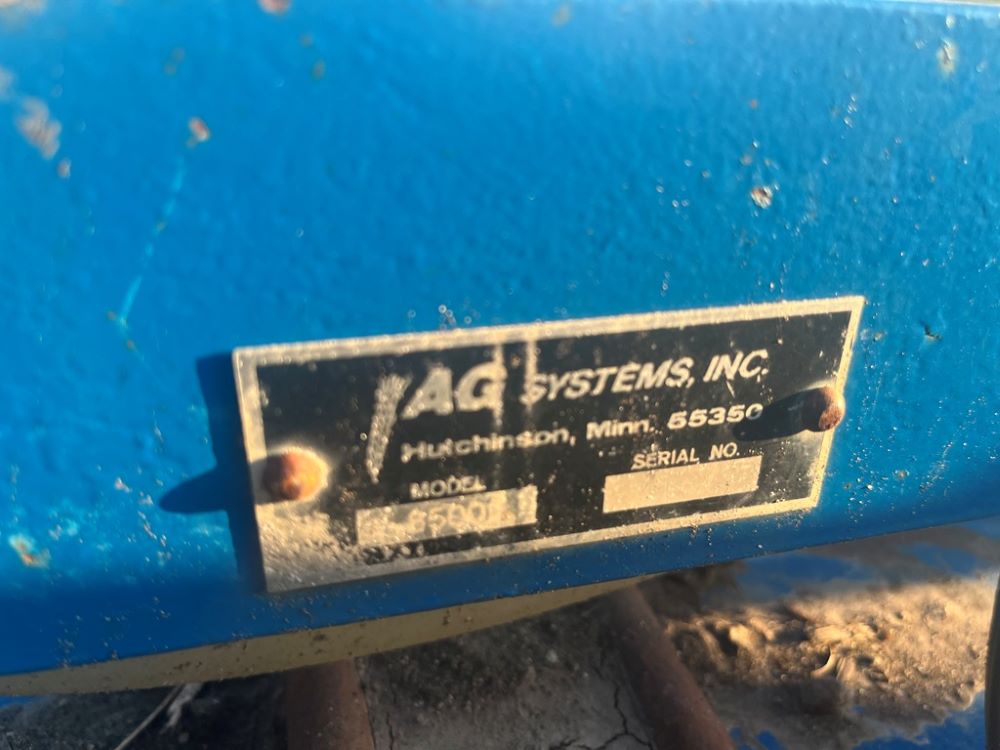 AG SYSTEMS, INC.
Hutchinson, Minn. 55350
MODEL
SERIAL NO.